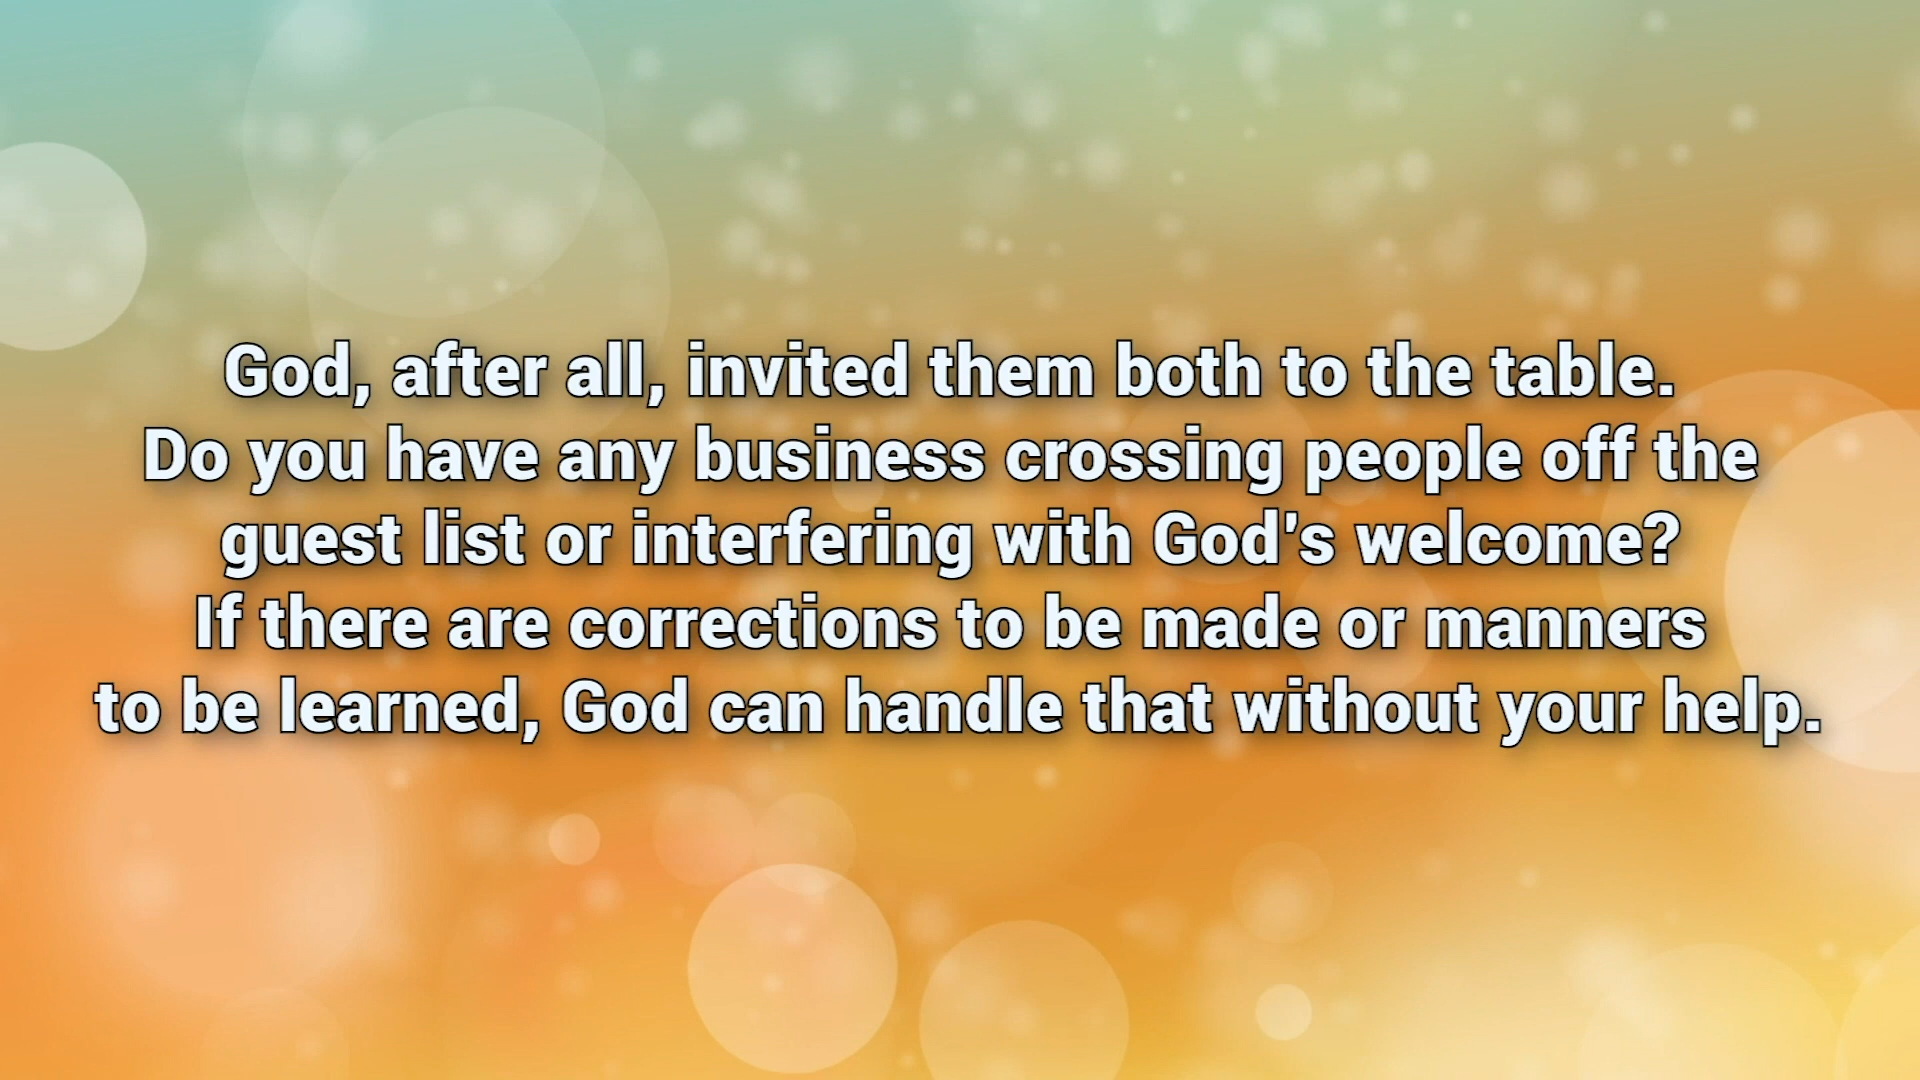 God, after all, invited them both to the table.
Do you have any business crossing people off the
guest list or interfering with God's welcome?
If there are corrections to be made or manners
to be learned, God can handle that without your help.